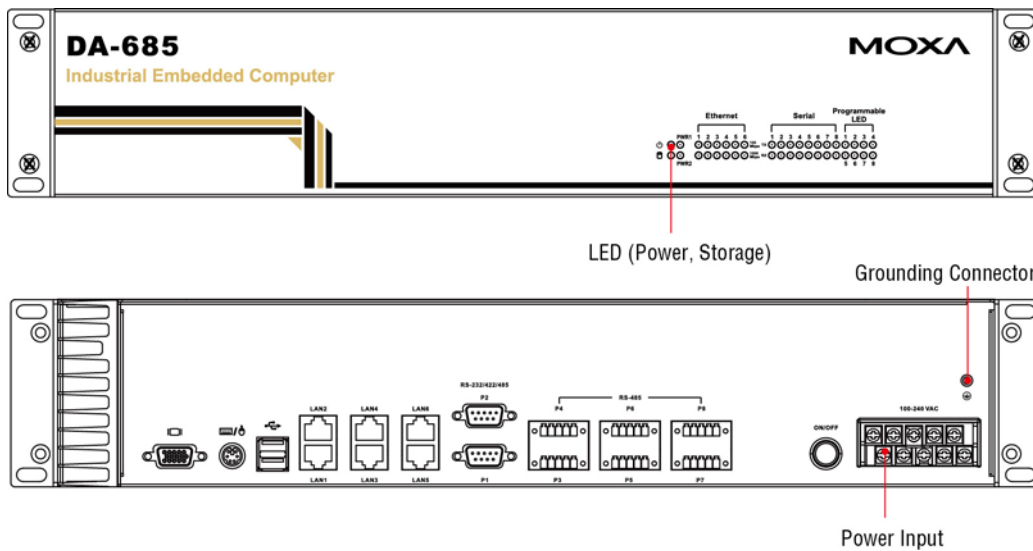 DA-685
MOXA
Industrial Embedded Computer
Ethernet
Serial
Programmable
LED
PWR1
1 2 3 4 5 6
1 2 3 4 5 6 7 8
1 2 3 4
PWR2
5 6 7 8
LED (Power, Storage)
Grounding Connector
RS-232/422/485
P2
RS-485
LAN2
LAN4
LAN6
P4
P6
P8
100-240 VAC
ON/OFF
LAN1
LAN3
LAN5
P1
P3
P5
P7
Power Input